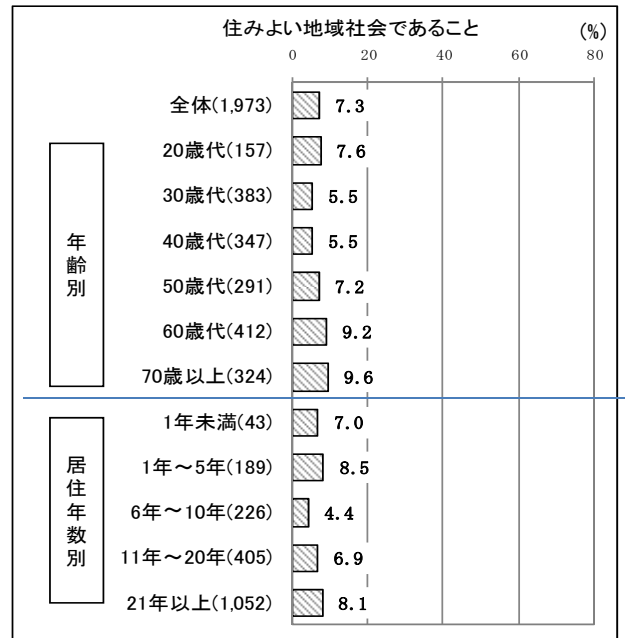 住みよい地域社会であること
(%)
0 20 40 60 80
全体(1,973) 7.3
年齢別
20歳代(157) 7.6
30歳代(383) 5.5
40歳代(347) 5.5
50歳代(291) 7.2
60歳代(412) 9.2
70歳以上(324) 9.6
居住年数別
1年未満(43) 7.0
1年～5年(189) 8.5
6年～10年(226) 4.4
11年～20年(405) 6.9
21年以上(1,052) 8.1